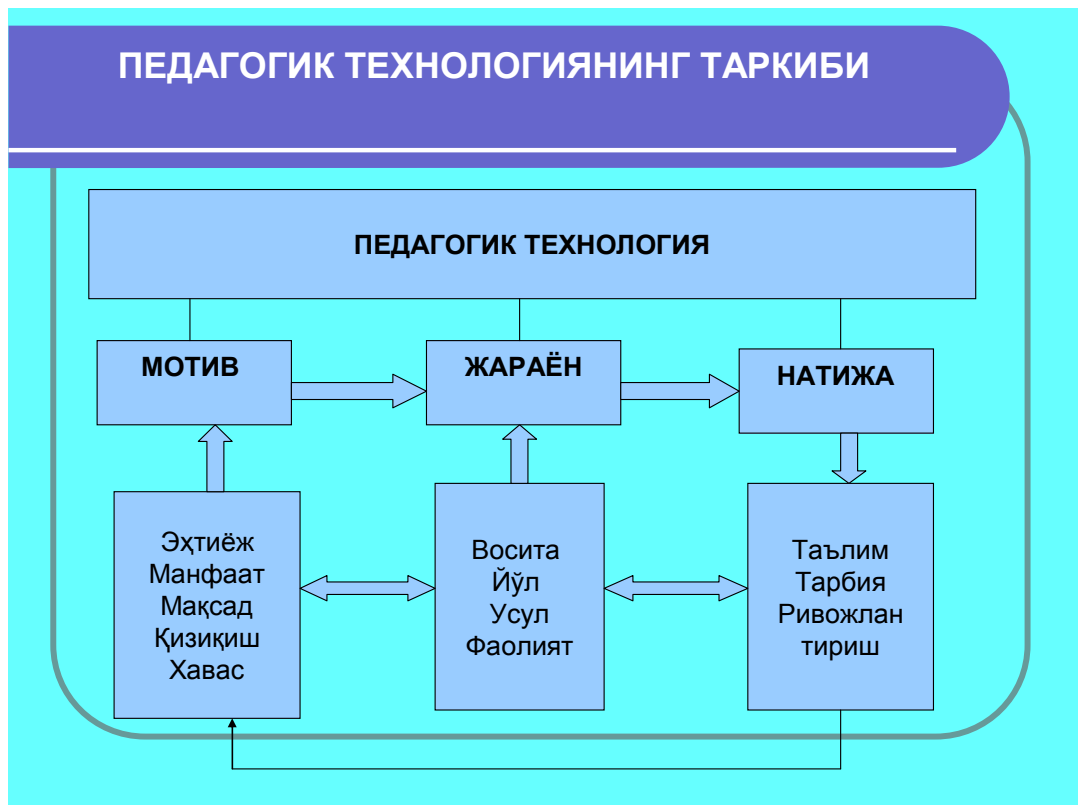 ПЕДАГОГИК ТЕХНОЛОГИЯНИНГ ТАРКИБИ
ПЕДАГОГИК ТЕХНОЛОГИЯ
МОТИВ
ЖАРАЁН
НАТИЖА
Эҳтиёж
Манфаат
Мақсад
Қизиқиш
Хавас
Восита
Йўл
Усул
Фаолият
Таълим
Тарбия
Ривожлан
тириш